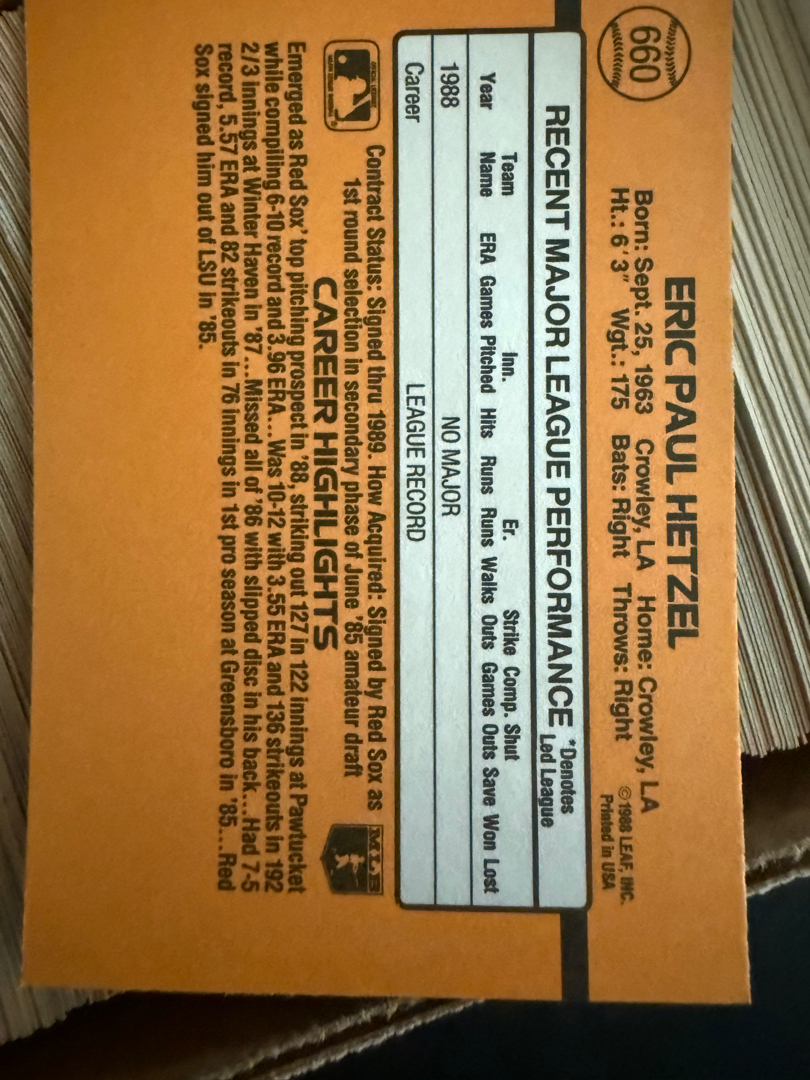 660
ERIC PAUL HETZEL
Born: Sept. 25, 1963 Crowley, LA Home: Crowley, LA
Ht.: 6'3" Wgt.: 175 Bats: Right Throws: Right
©1988 LEAF, INC.
Printed in USA
RECENT MAJOR LEAGUE PERFORMANCE *Denotes
Led League
Team Inn. Er. Strike Comp. Shut
Year Name ERA Games Pitched Hits Runs Runs Walks Outs Games Outs Save Won Lost
1988 NO MAJOR
Career LEAGUE RECORD
Contract Status: Signed thru 1989. How Acquired: Signed by Red Sox as
1st round selection in secondary phase of June '85 amateur draft
MLB
CAREER HIGHLIGHTS
Emerged as Red Sox' top pitching prospect in '88, striking out 127 in 122 innings at Pawtucket
while compiling 6-10 record and 3.96 ERA...Was 10-12 with 3.55 ERA and 136 strikeouts in 192
2/3 innings at Winter Haven in '87...Missed all of '86 with slipped disc in his back...Had 7-5
record, 5.57 ERA and 82 strikeouts in 76 innings in 1st pro season at Greensboro in '85...Red
Sox signed him out of LSU in '85.